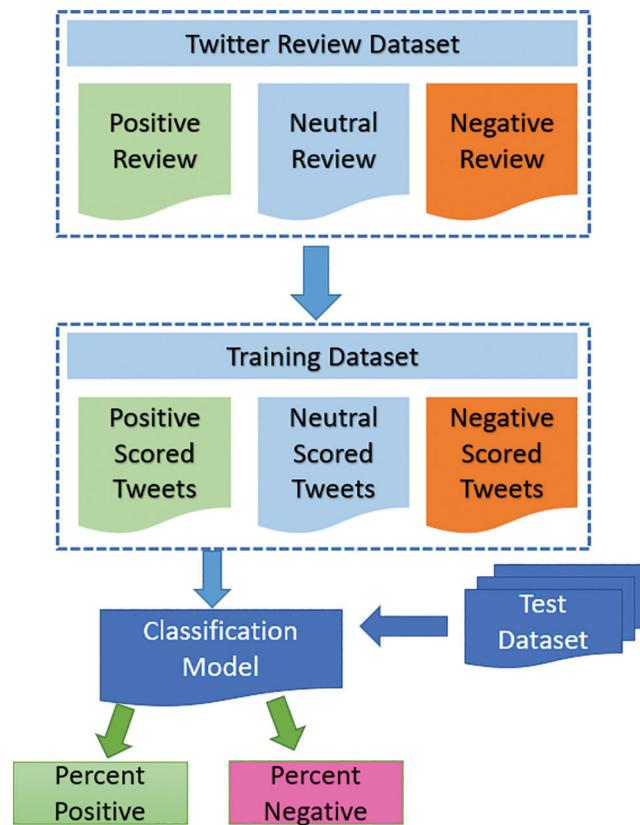 Twitter Review Dataset
Positive
Review
Neutral
Review
Negative
Review
Training Dataset
Positive
Scored
Tweets
Neutral
Scored
Tweets
Negative
Scored
Tweets
Classification
Model
Test
Dataset
Percent
Positive
Percent
Negative